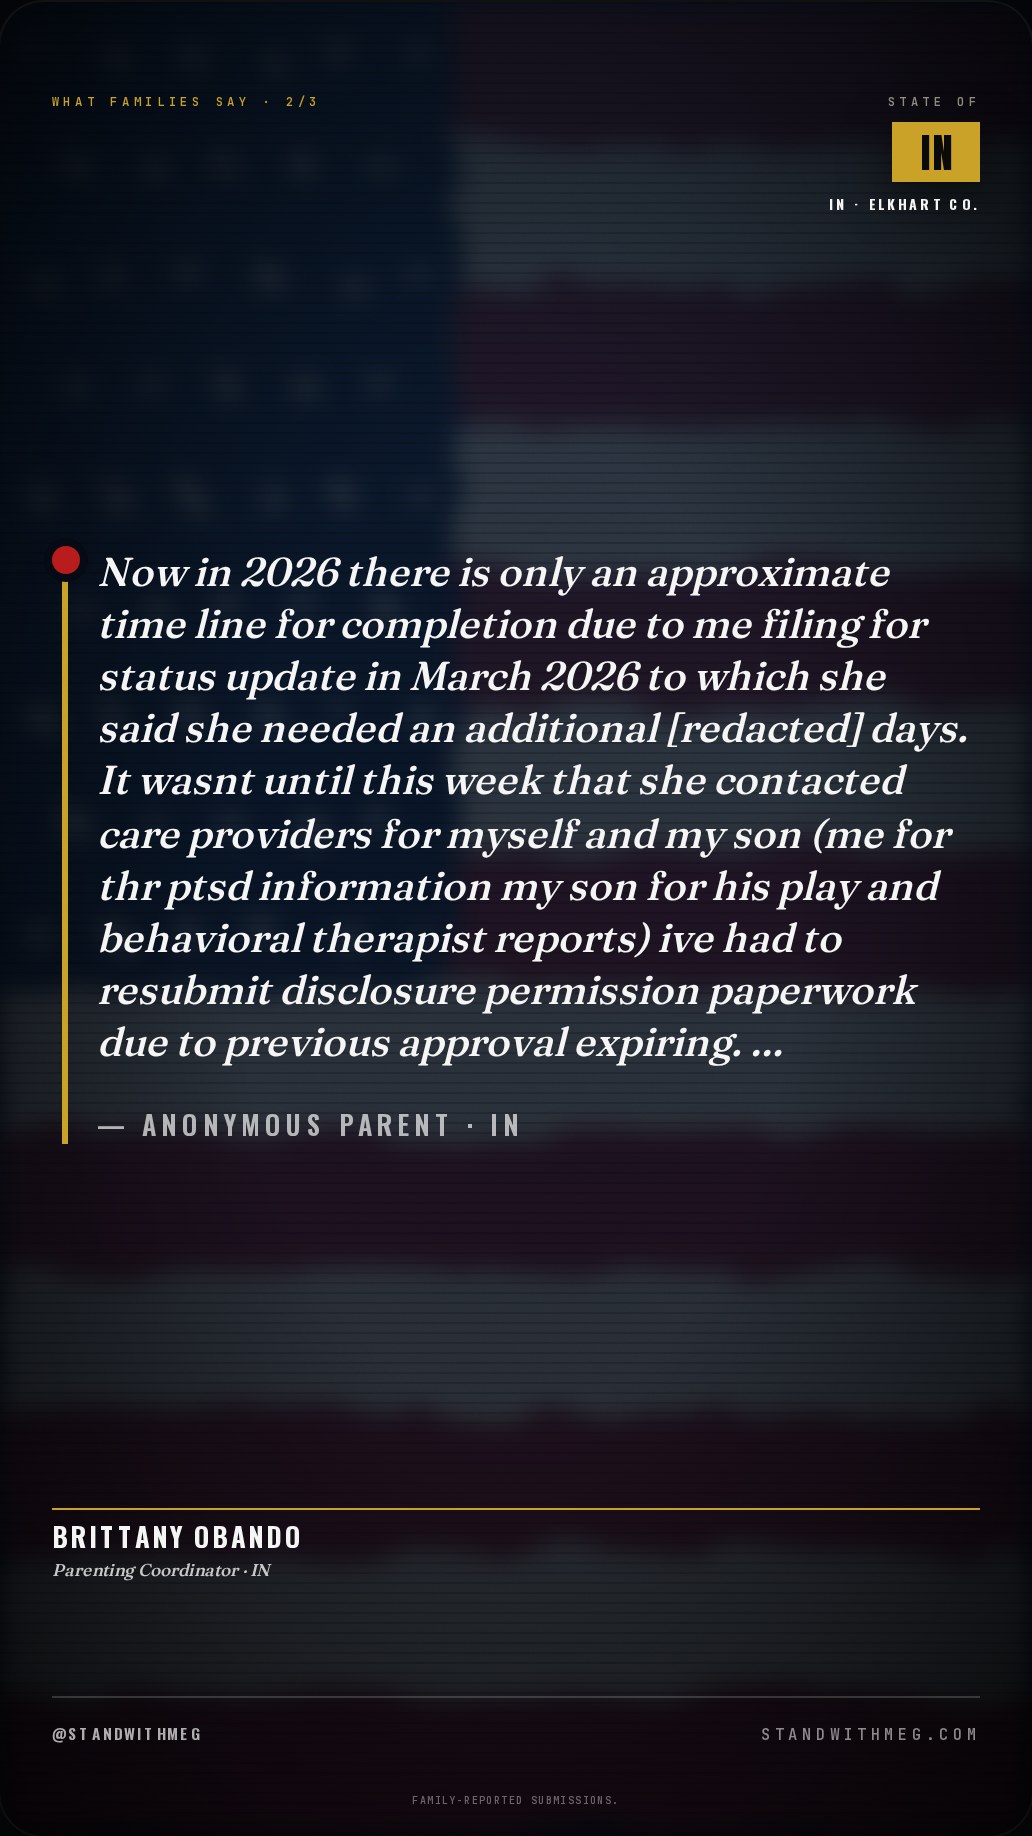 WHAT FAMILIES SAY · 2/3
STATE OF
IN
IN · ELKHART CO.
Now in 2026 there is only an approximate
time line for completion due to me filing for
status update in March 2026 to which she
said she needed an additional [redacted] days.
It wasnt until this week that she contacted
care providers for myself and my son (me for
thr ptsd information my son for his play and
behavioral therapist reports) ive had to
resubmit disclosure permission paperwork
due to previous approval expiring. ...
— ANONYMOUS PARENT · IN
BRITTANY OBANDO
Parenting Coordinator · IN
@STANDWITHMEG
STANDWITHMEG.COM
FAMILY-REPORTED SUBMISSIONS.